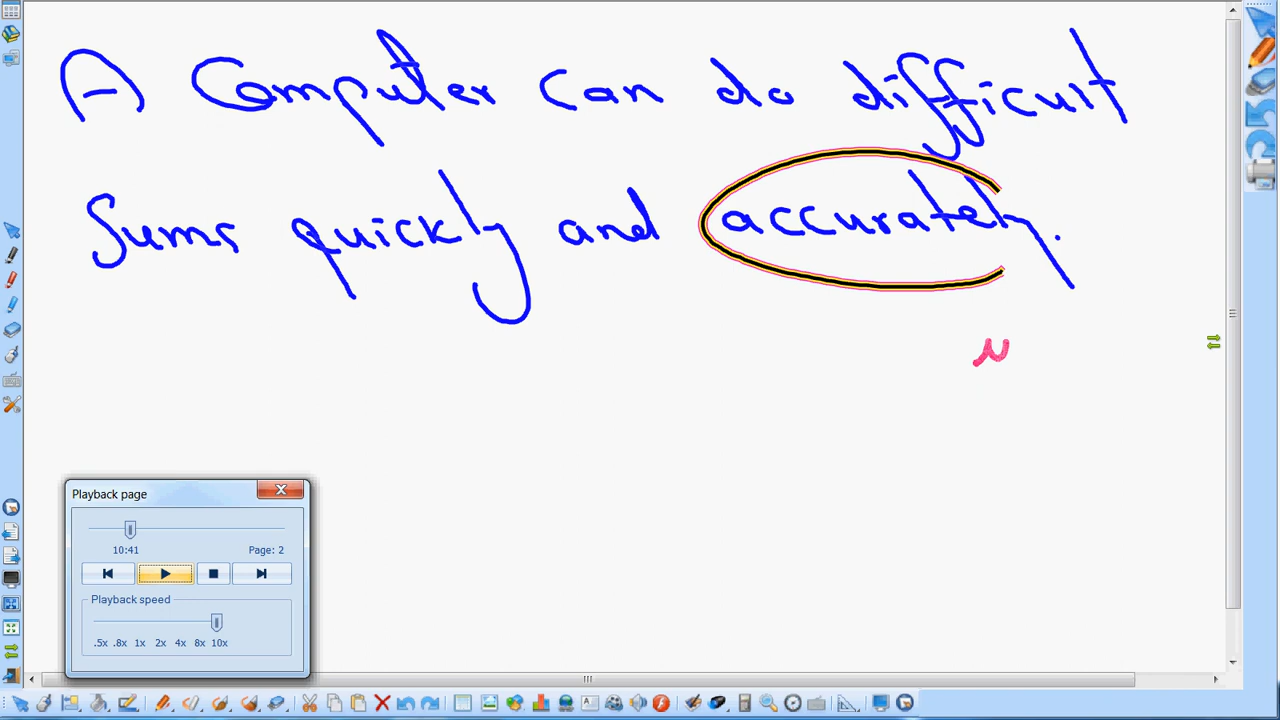 A Computer can do difficult
Sums quickly and accurately.
Playback page
10:41 Page: 2
Playback speed
.5x .8x 1x 2x 4x 8x 10x